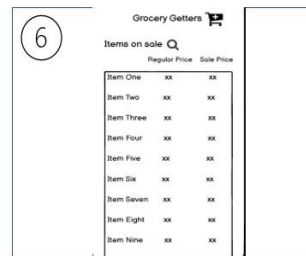 6
Grocery Getters
Items on sale
Regular Price Sale Price
Item One xx xx
Item Two xx xx
Item Three xx xx
Item Four xx xx
Item Five xx xx
Item Six xx xx
Item Seven xx xx
Item Eight xx xx
Item Nine xx xx